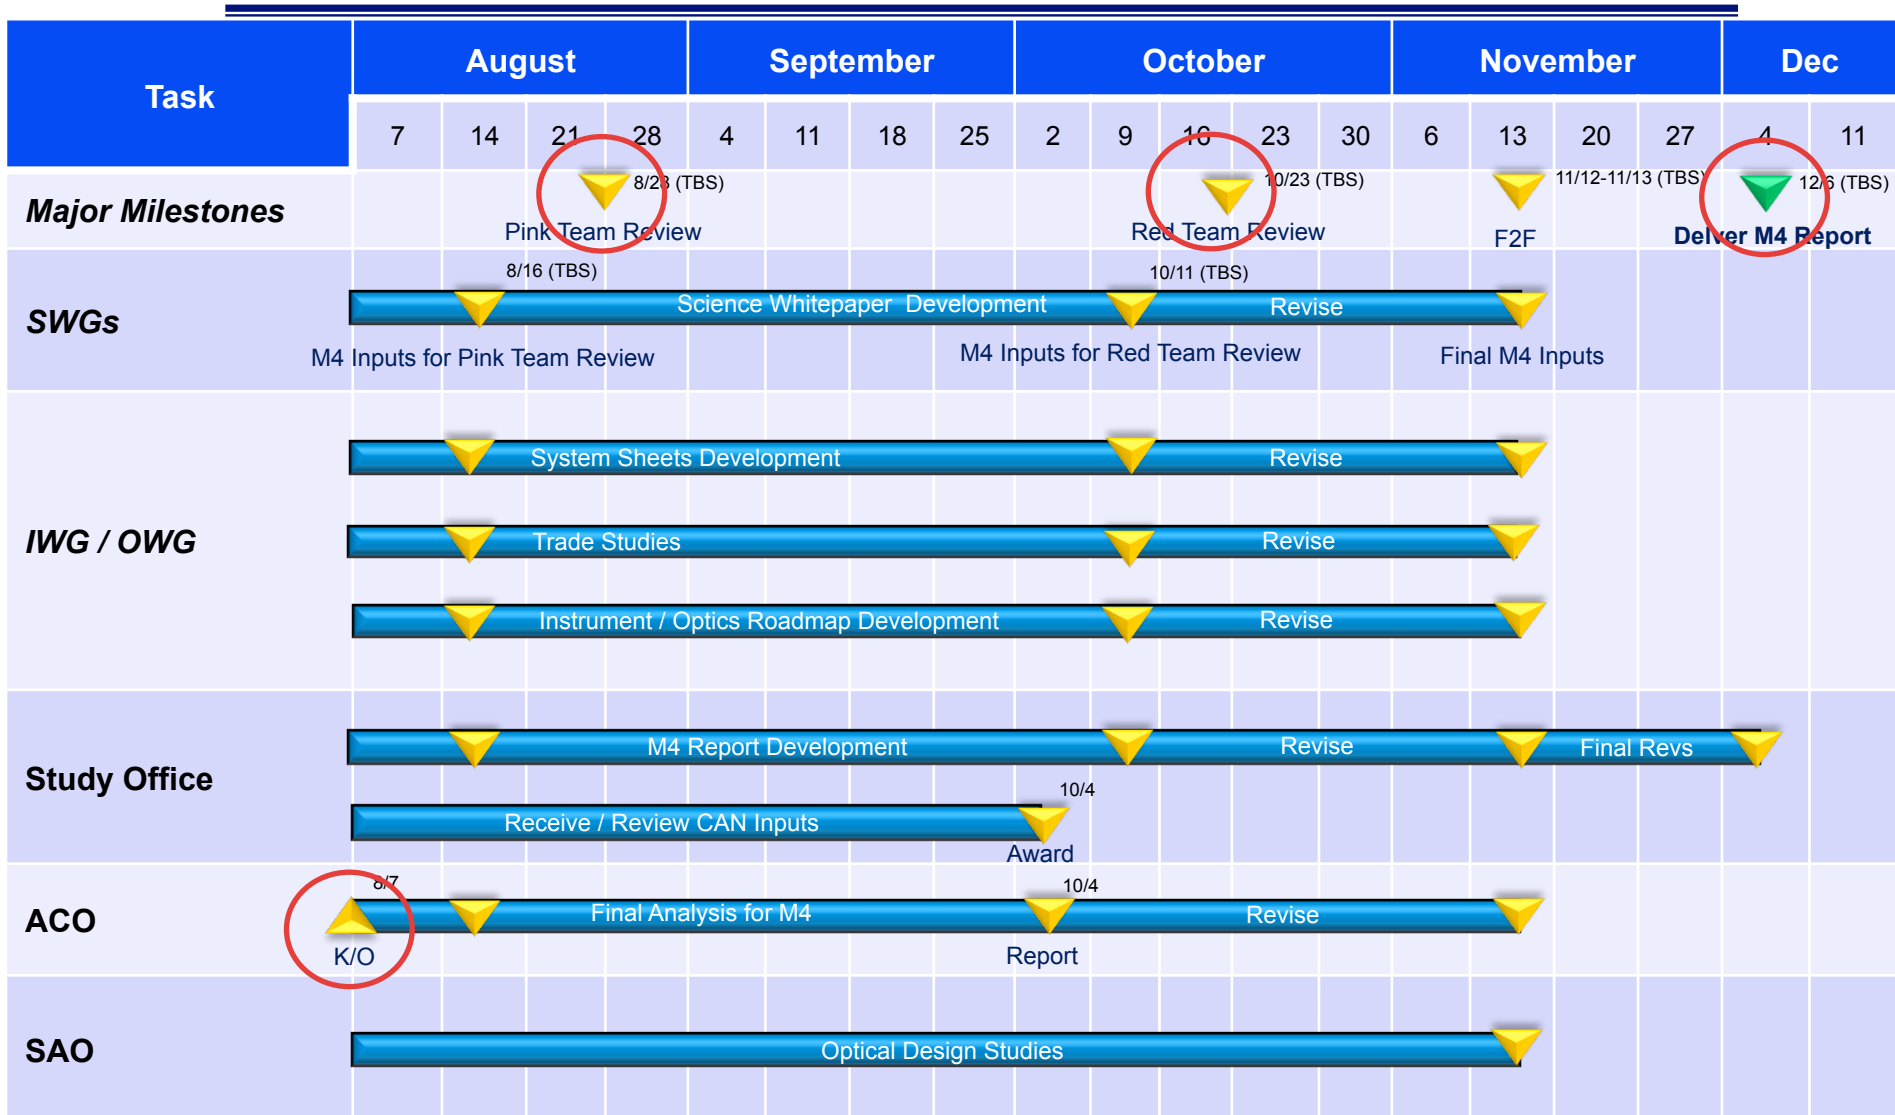 Task
August
September
October
November
Dec
7 14 21 28 4 11 18 25 2 9 16 23 30 6 13 20 27 4 11
Major Milestones
8/28 (TBS)
Pink Team Review
10/23 (TBS)
Red Team Review
11/12-11/13 (TBS)
F2F
12/6 (TBS)
Delver M4 Report
SWGs
8/16 (TBS)
10/11 (TBS)
Science Whitepaper Development
Revise
M4 Inputs for Pink Team Review
M4 Inputs for Red Team Review
Final M4 Inputs
IWG / OWG
System Sheets Development
Revise
Trade Studies
Revise
Instrument / Optics Roadmap Development
Revise
Study Office
M4 Report Development
Revise
Final Revs
10/4
Receive / Review CAN Inputs
Award
ACO
8/7
10/4
Final Analysis for M4
Revise
K/O
Report
SAO
Optical Design Studies